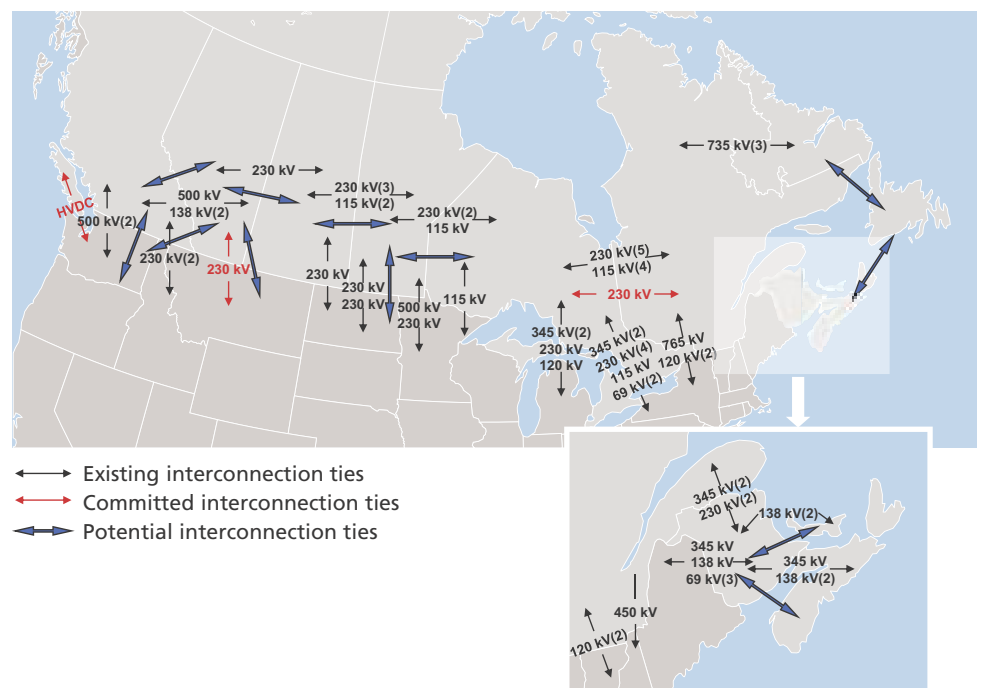 735 kV(3)
230 kV
230 kV(3)
115 kV(2)
500 kV
138 kV(2)
HVDC
500 kV(2)
230 kV(2)
115 kV
230 kV(2)
230 kV
230 kV
230 kV
230 kV
500 kV
230 kV
115 kV
230 kV(5)
115 kV(4)
230 kV
345 kV(2)
230 kV
120 kV
345 kV(2)
230 kV(4)
115 kV
69 kV(2)
765 kV
120 kV(2)
Existing interconnection ties
Committed interconnection ties
Potential interconnection ties
345 kV(2)
230 kV(2)
138 kV(2)
345 kV
138 kV
69 kV(3)
345 kV
138 kV(2)
450 kV
120 kV(2)